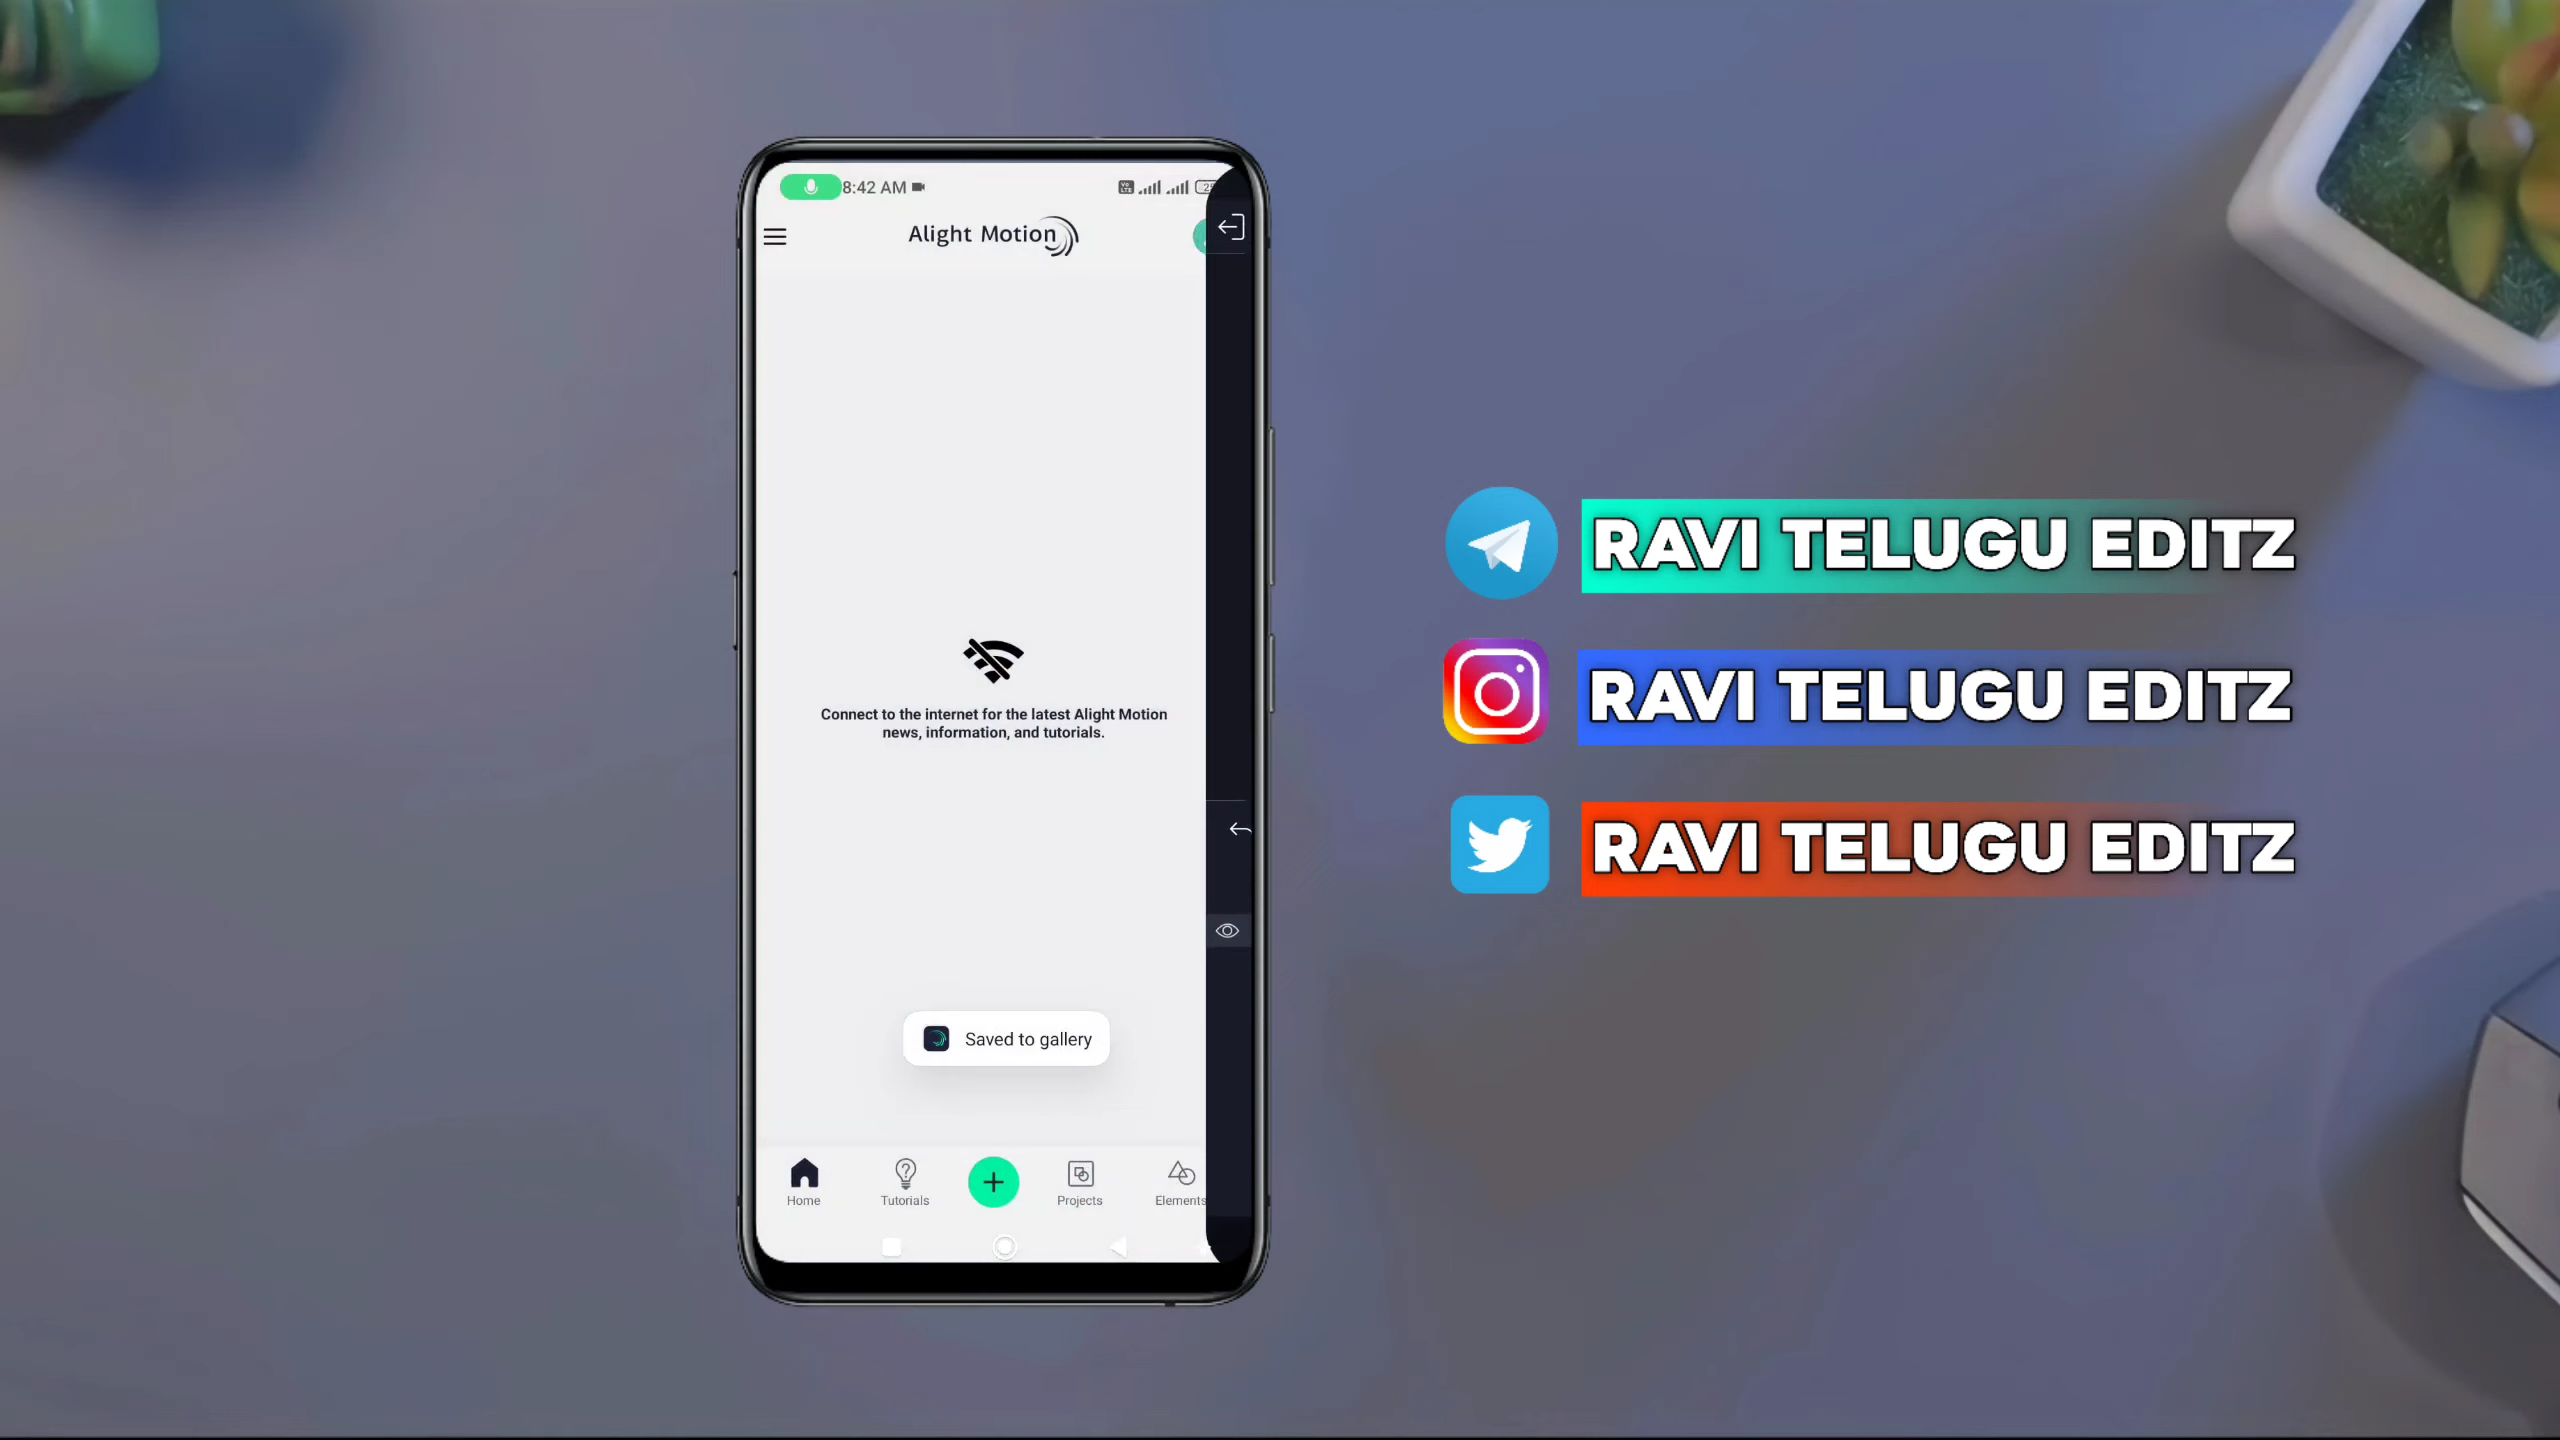 8:42 AM
Alight Motion
Connect to the internet for the latest Alight Motion
news, information, and tutorials.
Saved to gallery
Home
Tutorials
Projects
Elements
RAVI TELUGU EDITZ
RAVI TELUGU EDITZ
RAVI TELUGU EDITZ